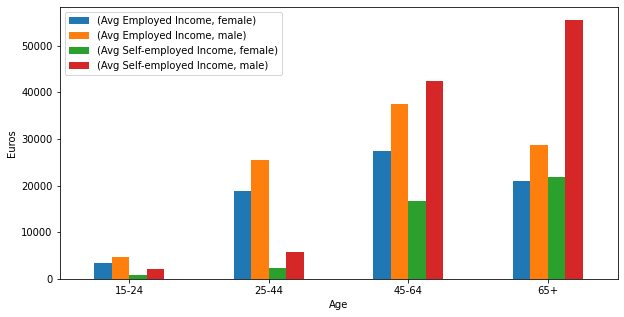 (Avg Employed Income, female)
(Avg Employed Income, male)
(Avg Self-employed Income, female)
(Avg Self-employed Income, male)
50000
40000
30000
20000
10000
0
Euros
15-24 25-44 45-64 65+
Age